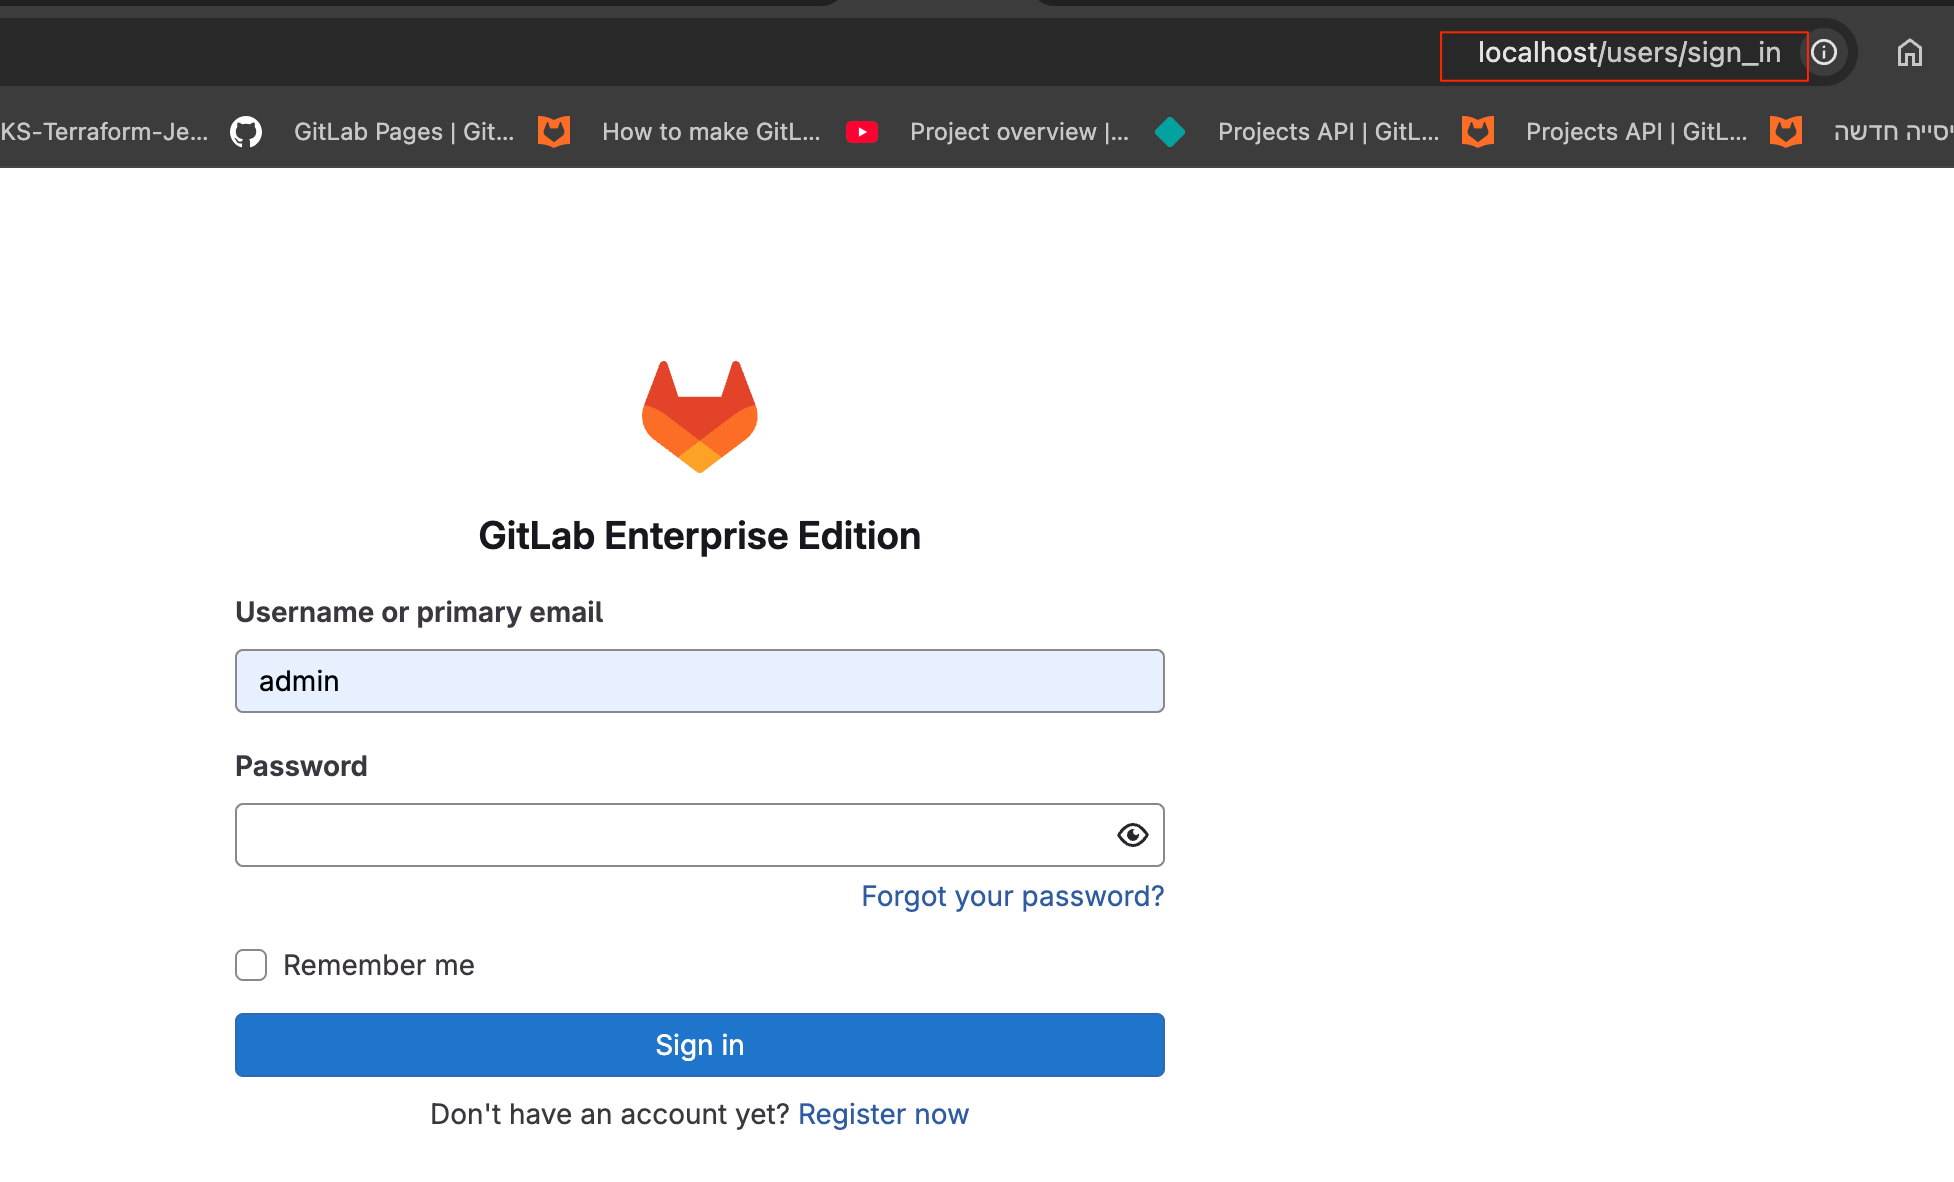 localhost/users/sign_in
KS-Terraform-Je...
GitLab Pages | Git...
How to make GitL...
Project overview |...
Projects API | GitL...
Projects API | GitL...
יסייה חדשה
GitLab Enterprise Edition
Username or primary email
admin
Password
Forgot your password?
Remember me
Sign in
Don't have an account yet? Register now